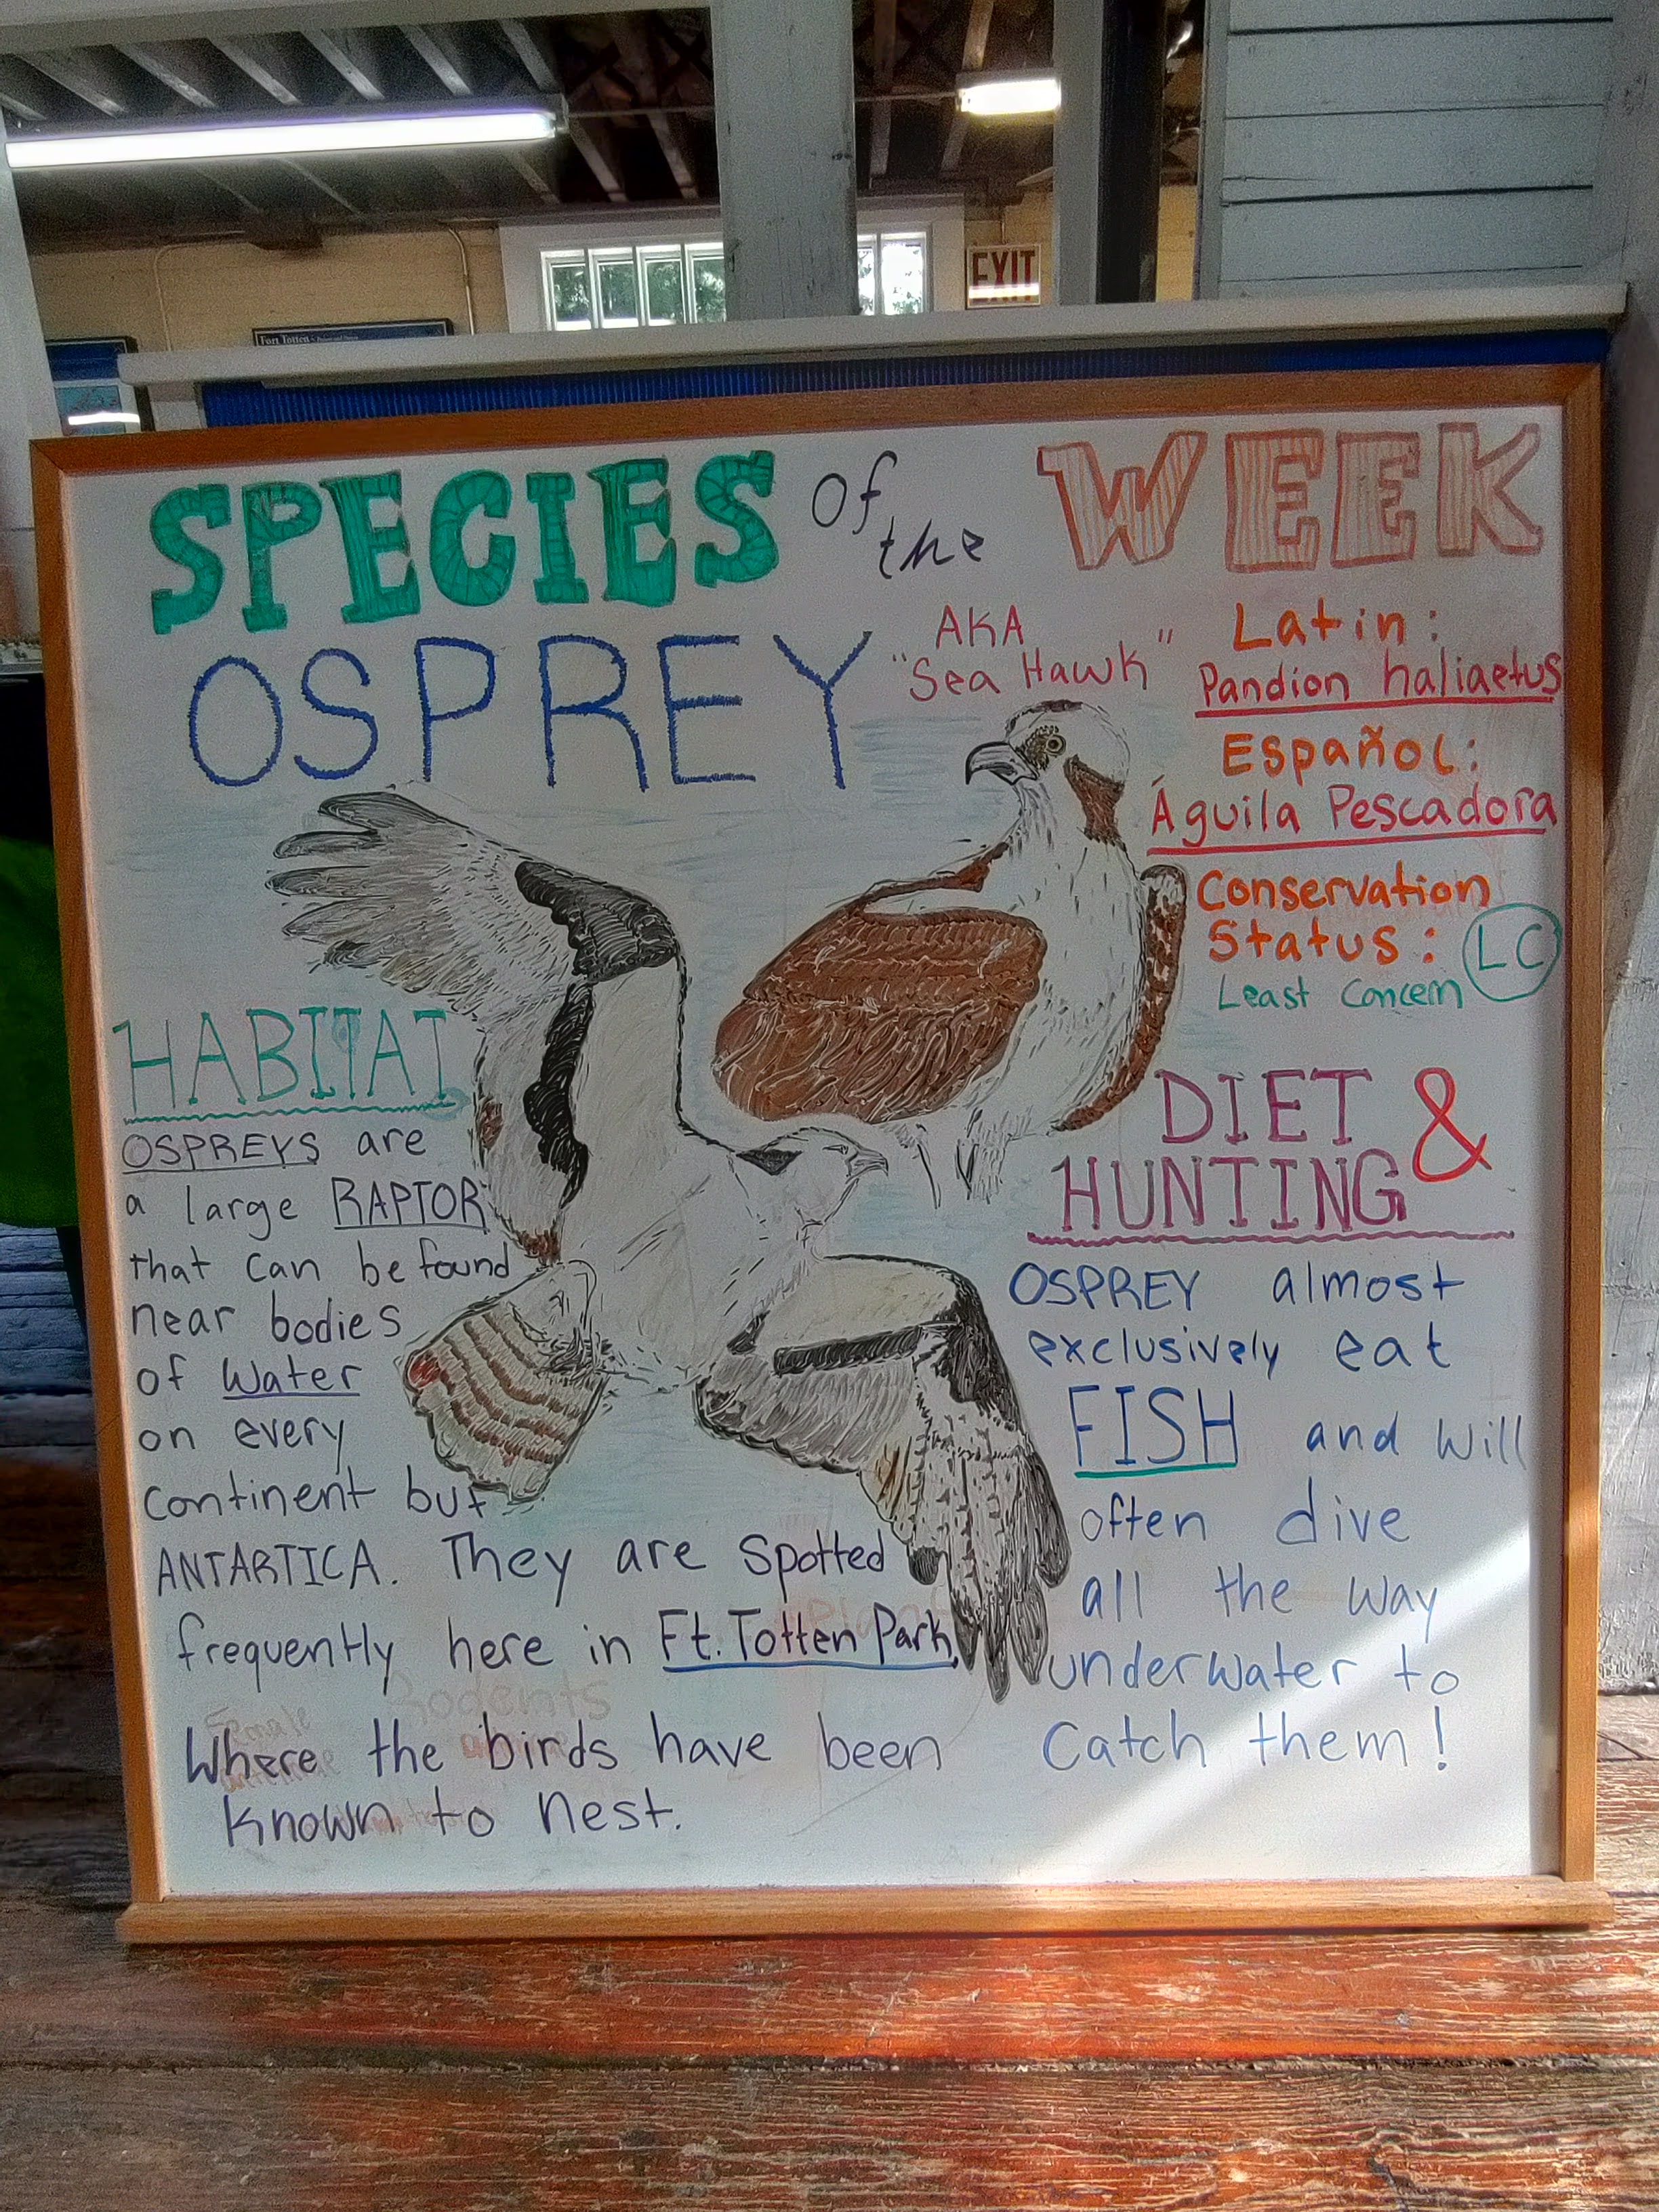 EXIT
Fort Totten
SPECIES of the WEEK
OSPREY
AKA
"Sea Hawk"
Latin:
Pandion haliaetus
Español:
Águila Pescadora
Conservation
Status: LC
Least Concern
HABITAT
OSPREYS are
a large RAPTOR
that can be found
near bodies
of Water
on every
continent but
ANTARTICA. They are spotted
frequently here in Ft. Totten Park,
Where the birds have been
known to nest.
DIET &
HUNTING
OSPREY almost
exclusively eat
FISH and will
often dive
all the way
underwater to
Catch them!
Rodents